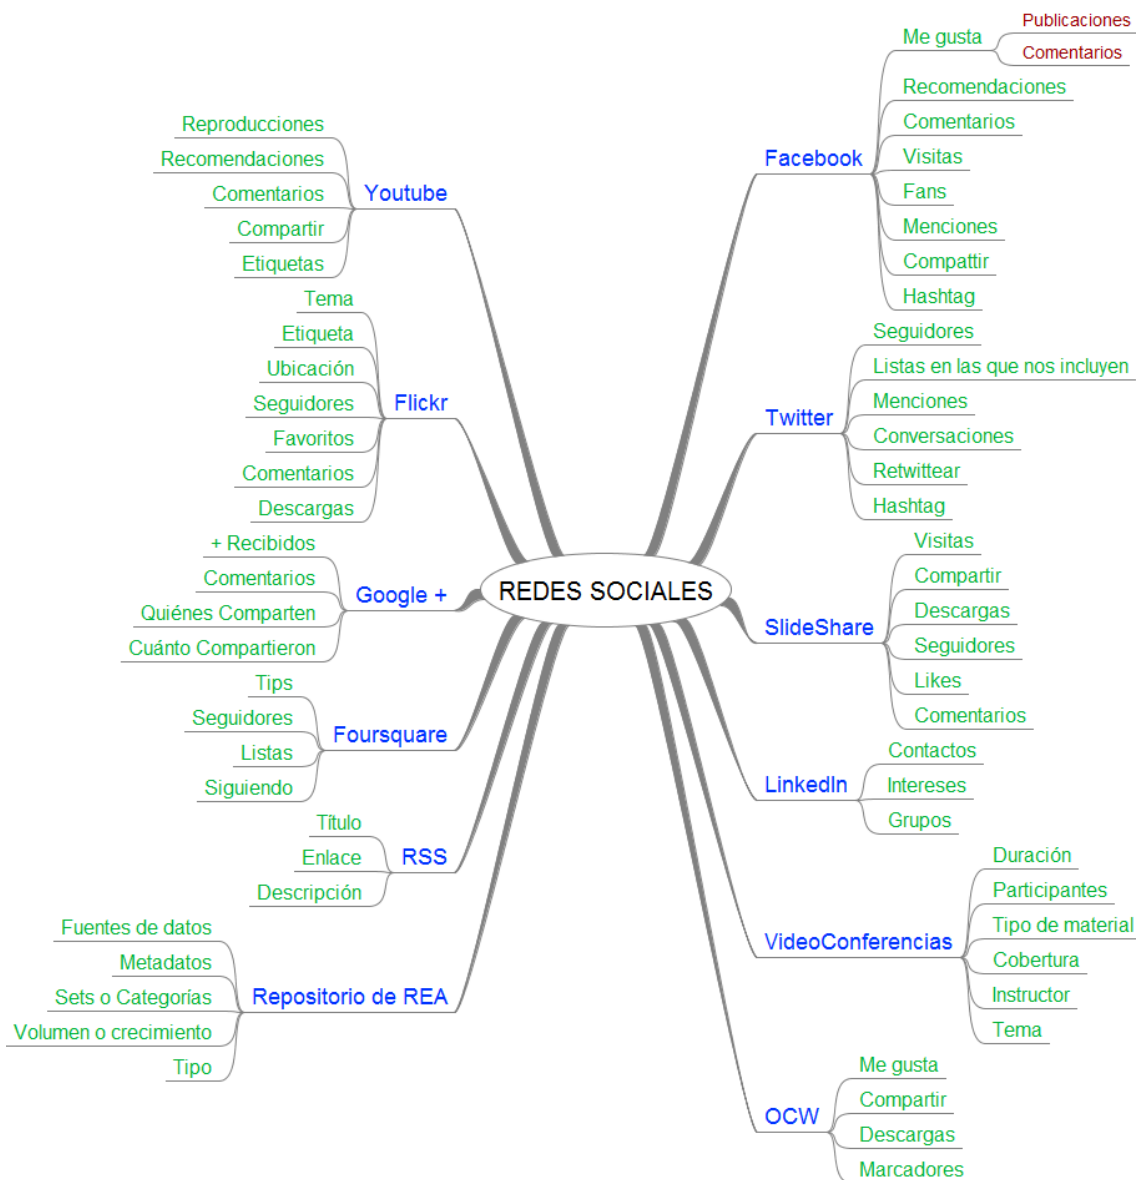 REDES SOCIALES
Youtube
Reproducciones
Recomendaciones
Comentarios
Compartir
Etiquetas
Flickr
Tema
Etiqueta
Ubicación
Seguidores
Favoritos
Comentarios
Descargas
Google +
+ Recibidos
Comentarios
Quiénes Comparten
Cuánto Compartieron
Foursquare
Tips
Seguidores
Listas
Siguiendo
RSS
Título
Enlace
Descripción
Repositorio de REA
Fuentes de datos
Metadatos
Sets o Categorías
Volumen o crecimiento
Tipo
Facebook
Me gusta
Publicaciones
Comentarios
Recomendaciones
Comentarios
Visitas
Fans
Menciones
Compattir
Hashtag
Twitter
Seguidores
Listas en las que nos incluyen
Menciones
Conversaciones
Retwittear
Hashtag
SlideShare
Visitas
Compartir
Descargas
Seguidores
Likes
Comentarios
LinkedIn
Contactos
Intereses
Grupos
VideoConferencias
Duración
Participantes
Tipo de material
Cobertura
Instructor
Tema
OCW
Me gusta
Compartir
Descargas
Marcadores